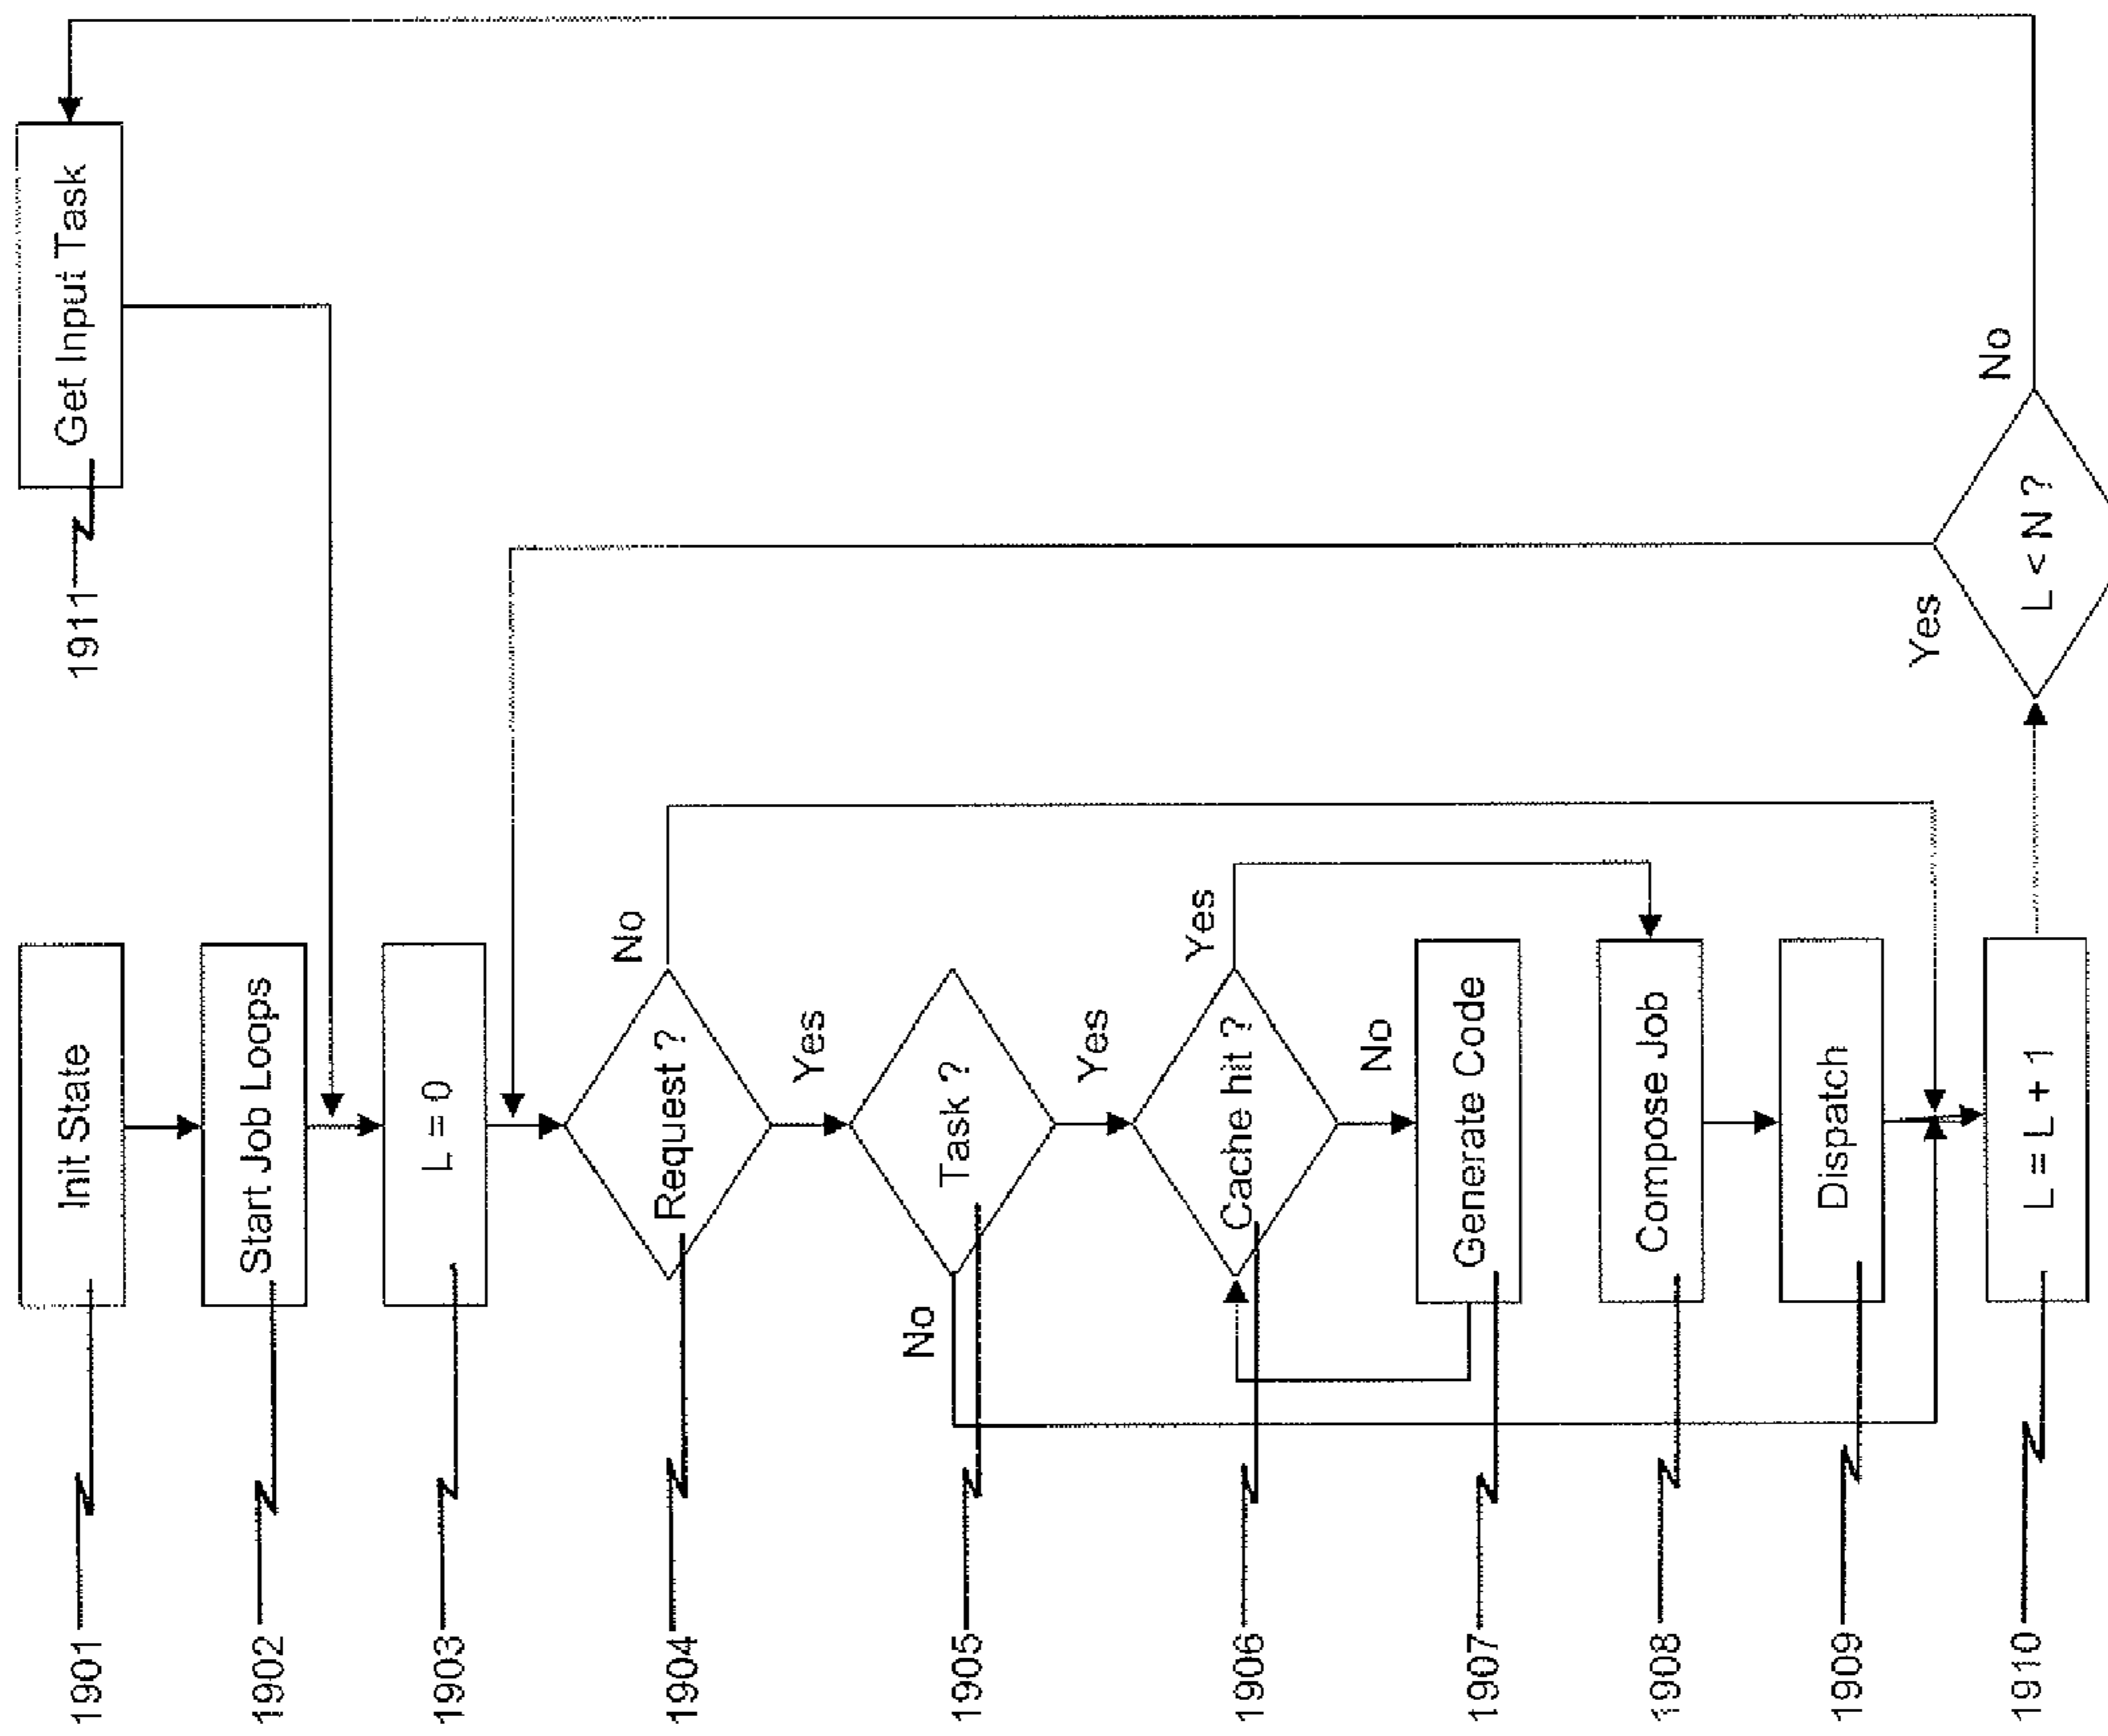 1901
Init State
1902
Start Job Loops
1903
L = 0
1904
Request ?
No
Yes
1905
Task ?
No
Yes
1906
Cache hit ?
Yes
No
1907
Generate Code
1908
Compose Job
1909
Dispatch
1910
L = L + 1
L < N ?
Yes
No
1911
Get Input Task